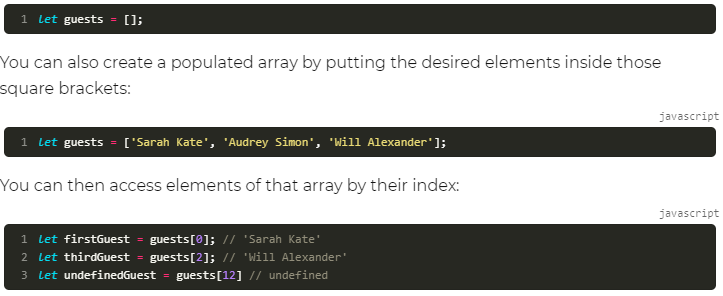 1 let guests = [];
You can also create a populated array by putting the desired elements inside those
square brackets:
javascript
1 let guests = ['Sarah Kate', 'Audrey Simon', 'Will Alexander'];
You can then access elements of that array by their index:
javascript
1 let firstGuest = guests[0]; // 'Sarah Kate'
2 let thirdGuest = guests[2]; // 'Will Alexander'
3 let undefinedGuest = guests[12] // undefined